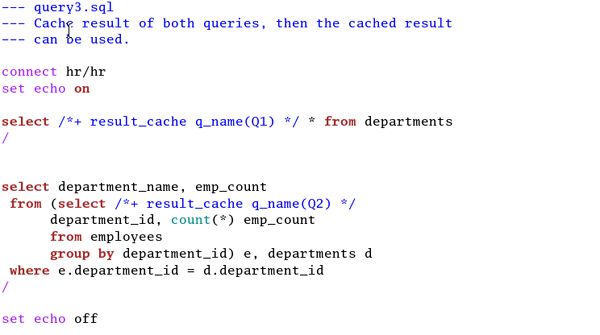 --- query3.sql
--- Cache result of both queries, then the cached result
--- can be used.
connect hr/hr
set echo on
select /*+ result_cache q_name(Q1) */ * from departments
/
select department_name, emp_count
from (select /*+ result_cache q_name(Q2) */
department_id, count(*) emp_count
from employees
group by department_id) e, departments d
where e.department_id = d.department_id
/
set echo off